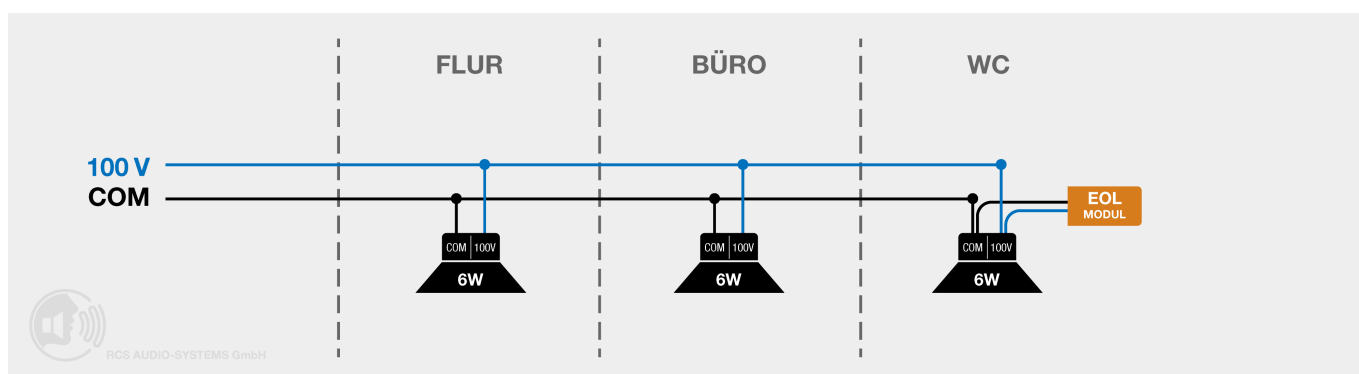 FLUR
BÜRO
WC
100 V
COM
EOL
MODUL
COM 100V
6W
COM 100V
6W
COM 100V
6W
RCS AUDIO-SYSTEMS GmbH